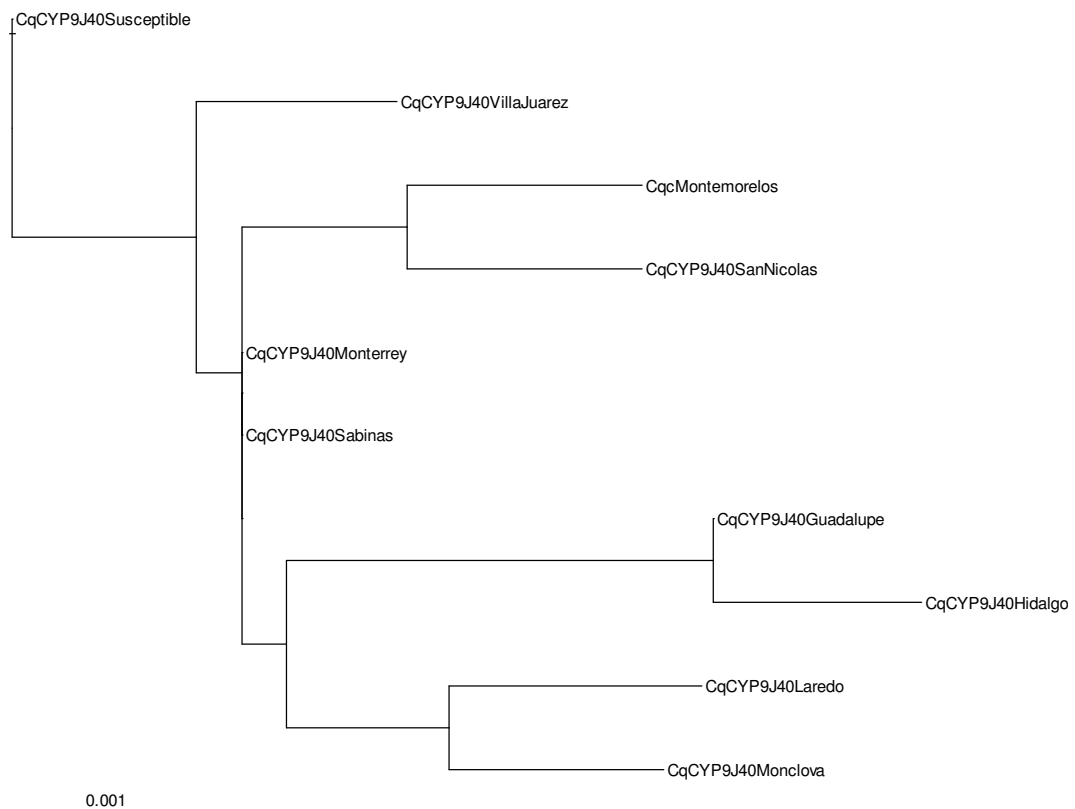 CqCYP9J40Susceptible
CqCYP9J40VillaJuarez
CqcMontemorelos
CqCYP9J40SanNicolas
CqCYP9J40Monterrey
CqCYP9J40Sabinas
CqCYP9J40Guadalupe
CqCYP9J40Hidalgo
CqCYP9J40Laredo
CqCYP9J40Monclova
0.001